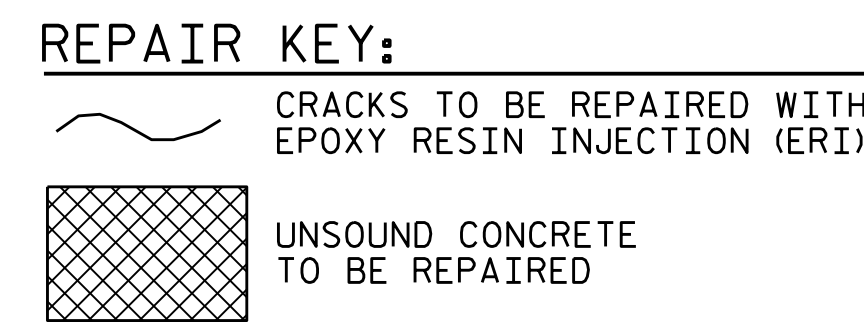 REPAIR KEY:
CRACKS TO BE REPAIRED WITH
EPOXY RESIN INJECTION (ERI)
UNSOUND CONCRETE
TO BE REPAIRED